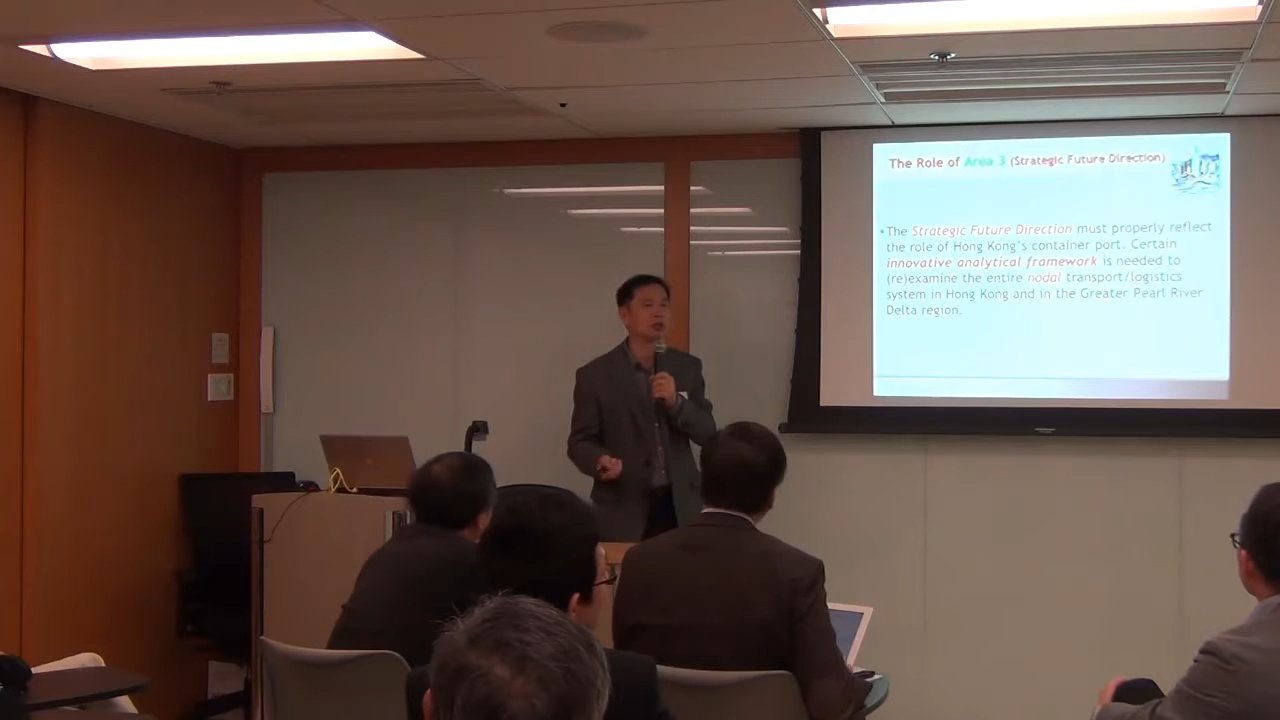 The Role of Area 3 (Strategic Future Direction)
•The Strategic Future Direction must properly reflect
the role of Hong Kong's container port. Certain
innovative analytical framework is needed to
(re)examine the entire nodal transport/logistics
system in Hong Kong and in the Greater Pearl River
Delta region.